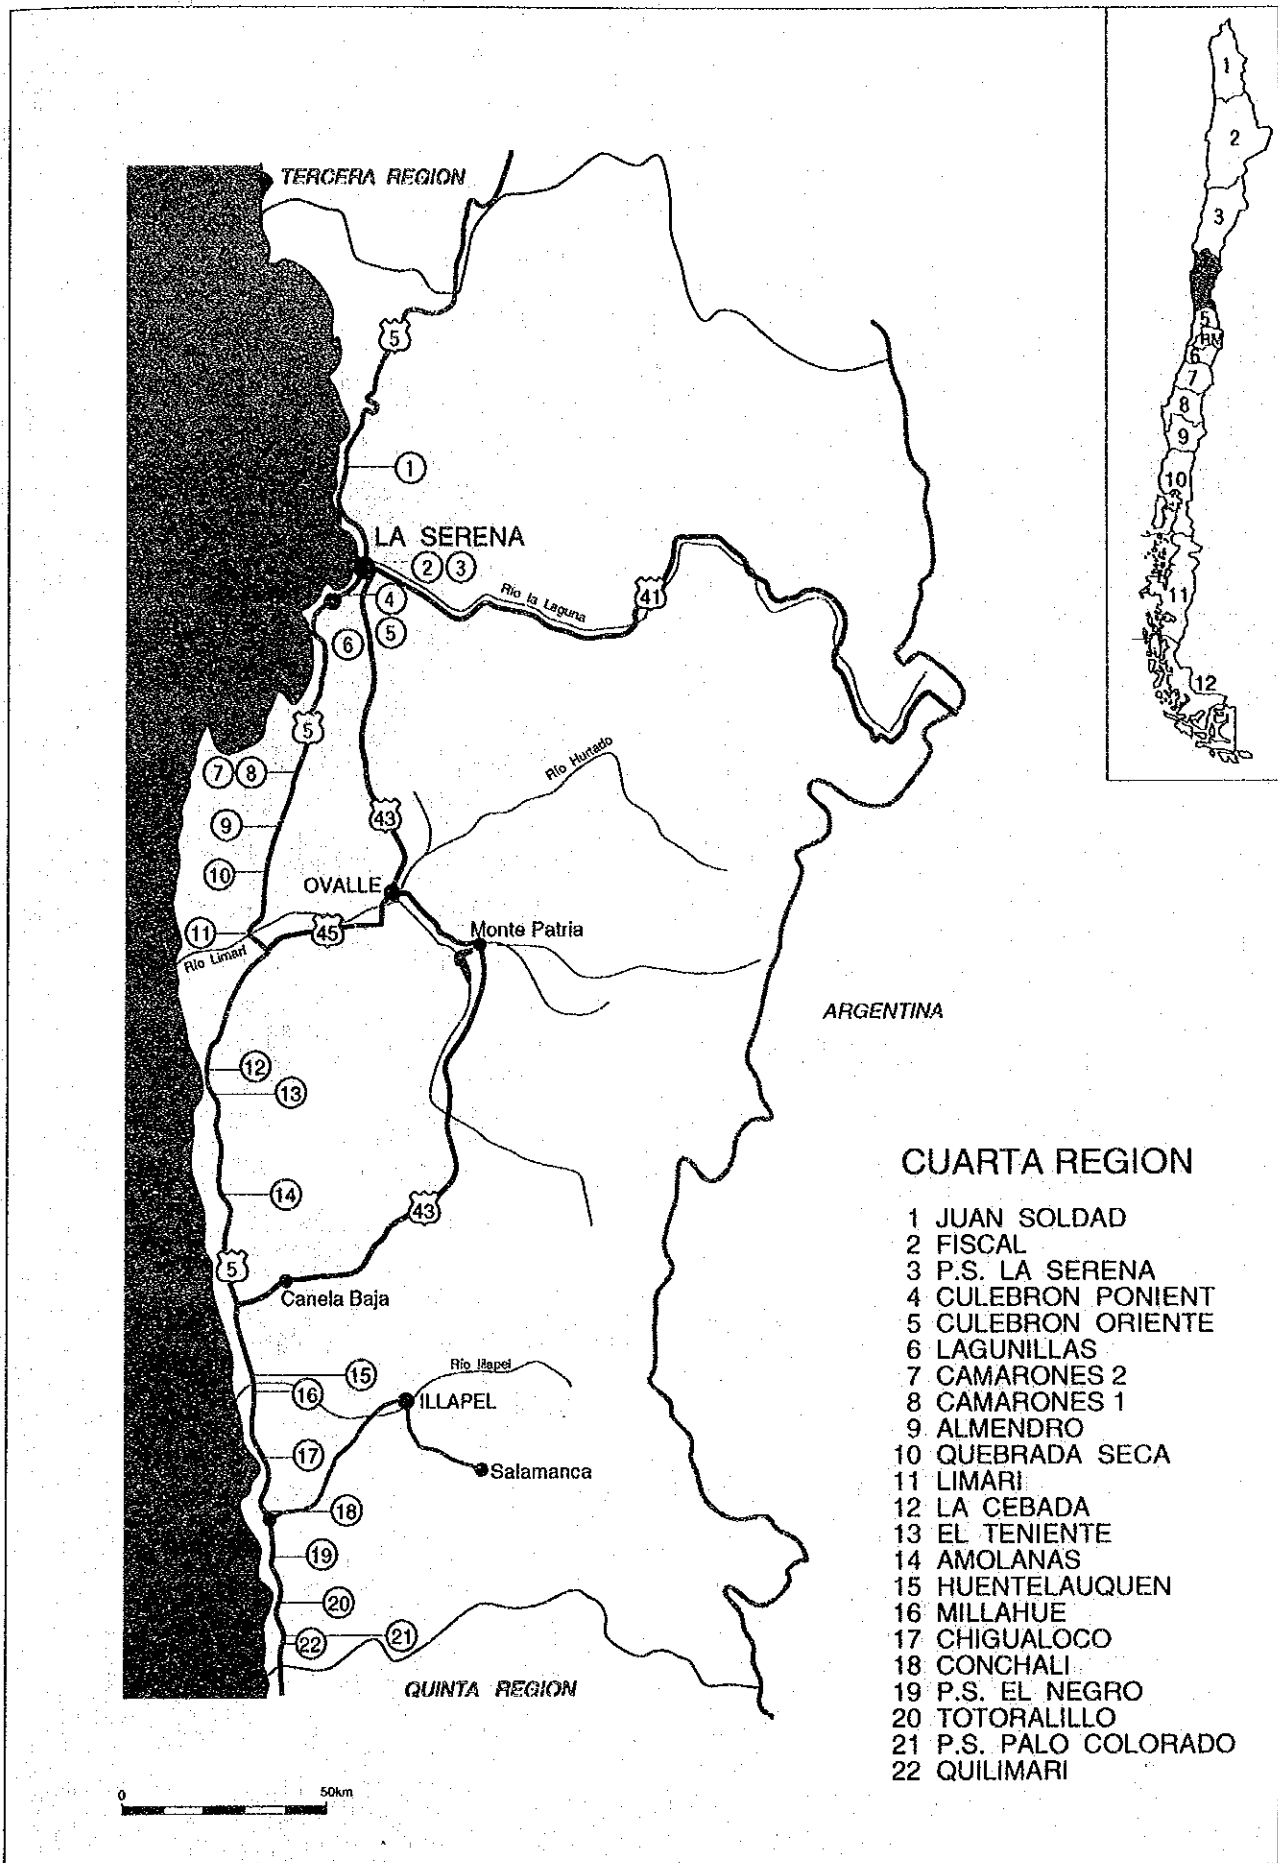 TERCERA REGION
5
1
LA SERENA
2 3
4
5
6
Río la Laguna
41
5
7 8
Río Hurtado
43
9
10
OVALLE
11
45
Monte Patria
Río Limarí
ARGENTINA
12
13
14
43
5
Canela Baja
15
Río Illapel
16
ILLAPEL
17
Salamanca
18
19
20
22 21
QUINTA REGION
0 50km
1
2
3
5
RM
6
7
8
9
10
11
12
CUARTA REGION
1 JUAN SOLDAD
2 FISCAL
3 P.S. LA SERENA
4 CULEBRON PONIENT
5 CULEBRON ORIENTE
6 LAGUNILLAS
7 CAMARONES 2
8 CAMARONES 1
9 ALMENDRO
10 QUEBRADA SECA
11 LIMARI
12 LA CEBADA
13 EL TENIENTE
14 AMOLANAS
15 HUENTELAUQUEN
16 MILLAHUE
17 CHIGUALOCO
18 CONCHALI
19 P.S. EL NEGRO
20 TOTORALILLO
21 P.S. PALO COLORADO
22 QUILIMARI